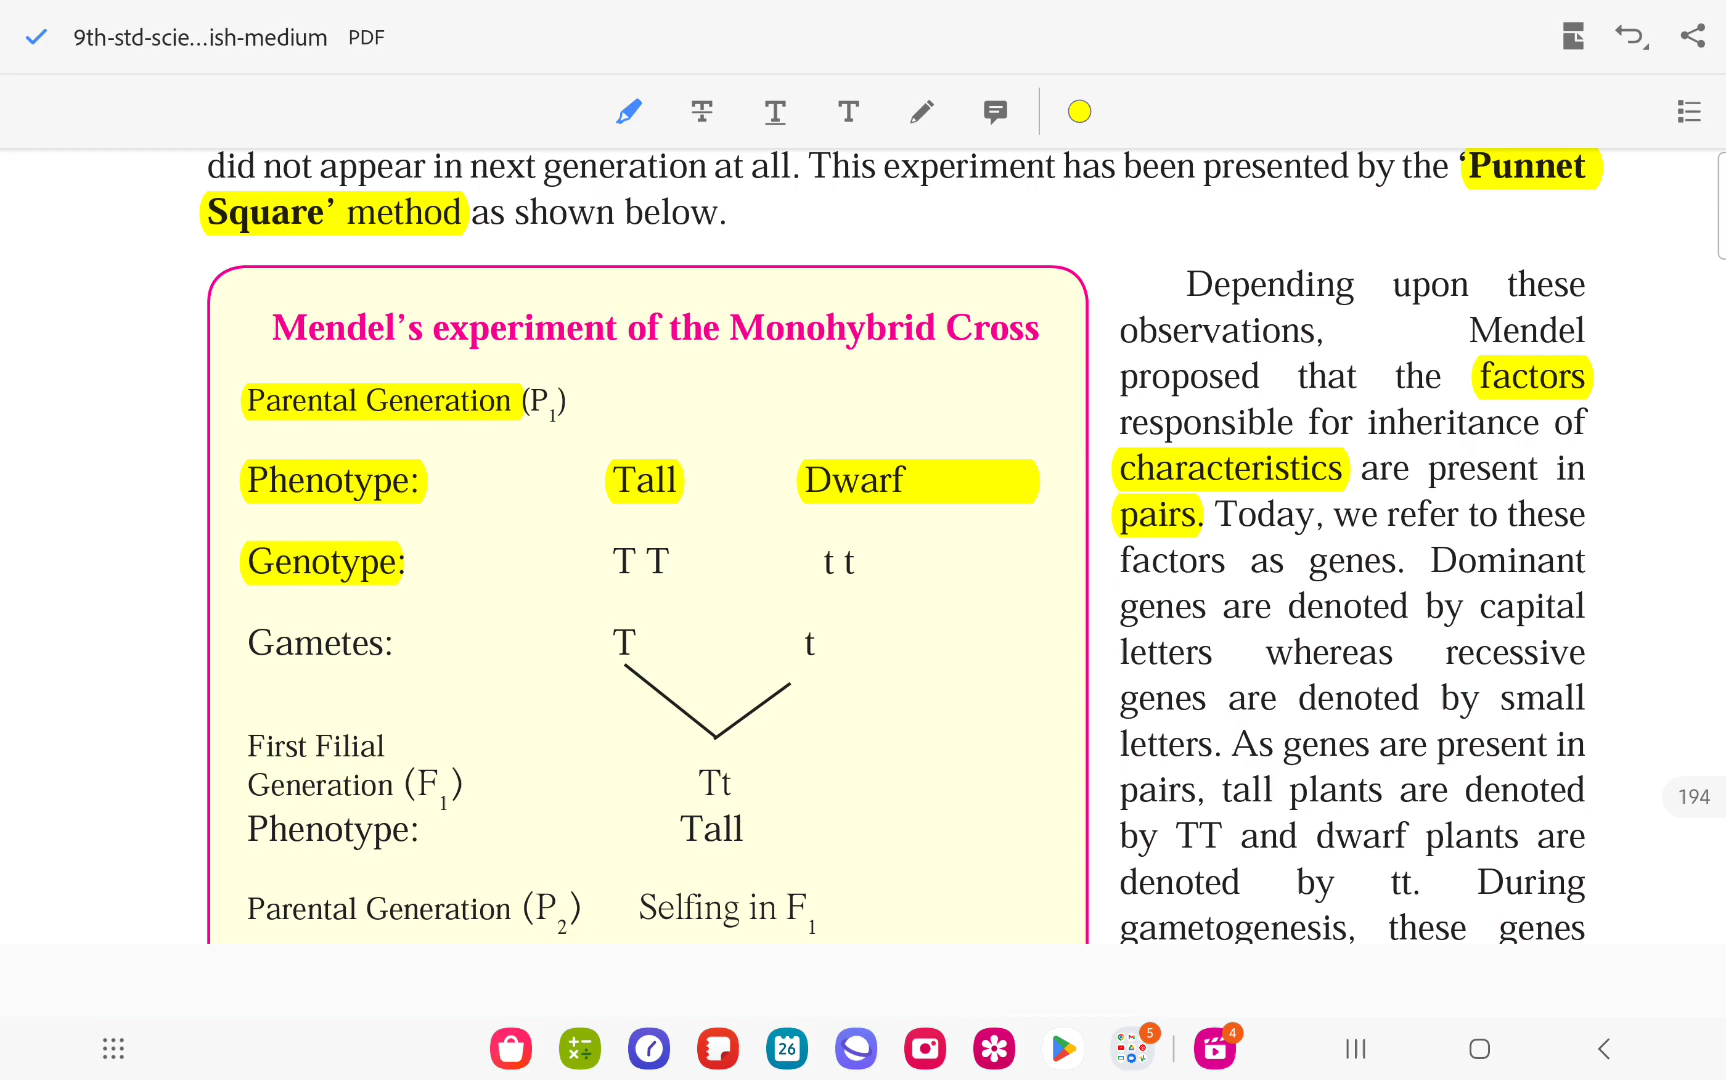 9th-std-scie...ish-medium PDF
did not appear in next generation at all. This experiment has been presented by the ‘Punnet
Square’ method as shown below.
Mendel’s experiment of the Monohybrid Cross
Parental Generation (P1)
Phenotype: Tall Dwarf
Genotype: T T t t
Gametes: T t
First Filial
Generation (F1) Tt
Phenotype: Tall
Parental Generation (P2) Selfing in F1
Depending upon these
observations, Mendel
proposed that the factors
responsible for inheritance of
characteristics are present in
pairs. Today, we refer to these
factors as genes. Dominant
genes are denoted by capital
letters whereas recessive
genes are denoted by small
letters. As genes are present in
pairs, tall plants are denoted
by TT and dwarf plants are
denoted by tt. During
gametogenesis, these genes
194
26
5
4